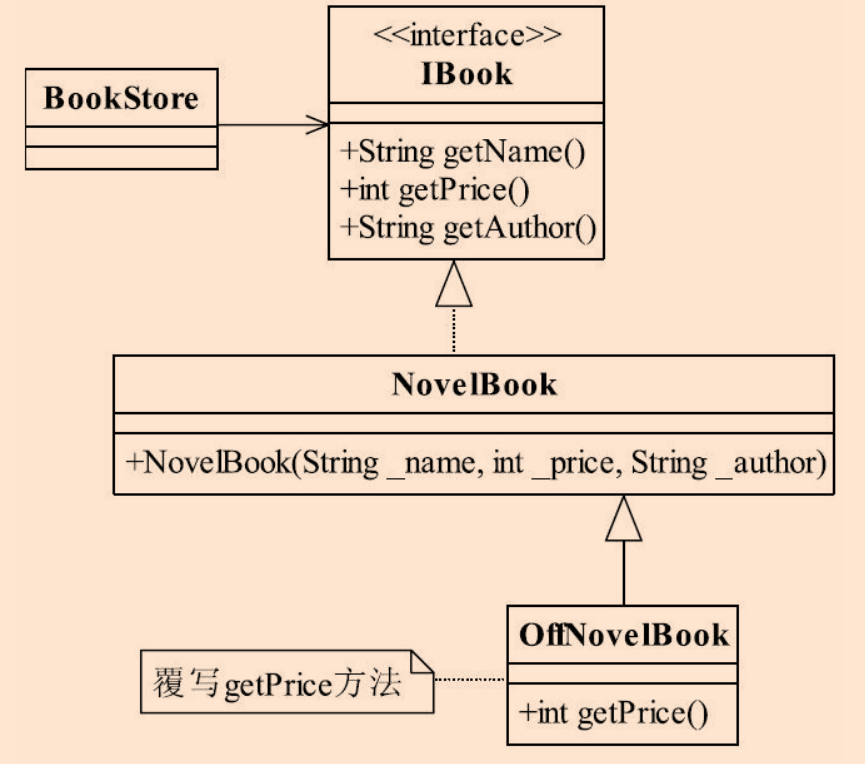 <<interface>>
IBook
BookStore
+String getName()
+int getPrice()
+String getAuthor()
NovelBook
+NovelBook(String _name, int _price, String _author)
OffNovelBook
覆写getPrice方法
+int getPrice()